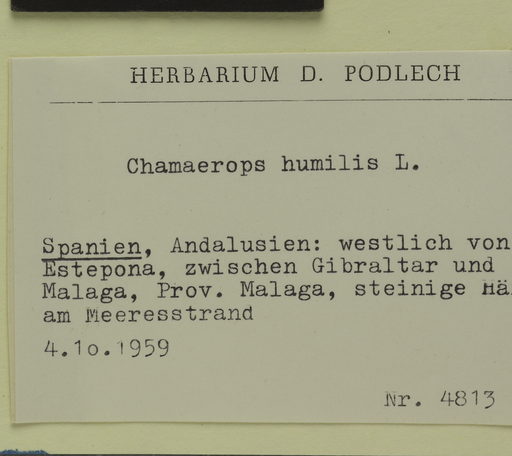 HERBARIUM D. PODLECH
Chamaerops humilis L.
Spanien, Andalusien: westlich von
Estepona, zwischen Gibraltar und
Malaga, Prov. Malaga, steinige
am Meeresstrand
4.1o.1959
Nr. 4813